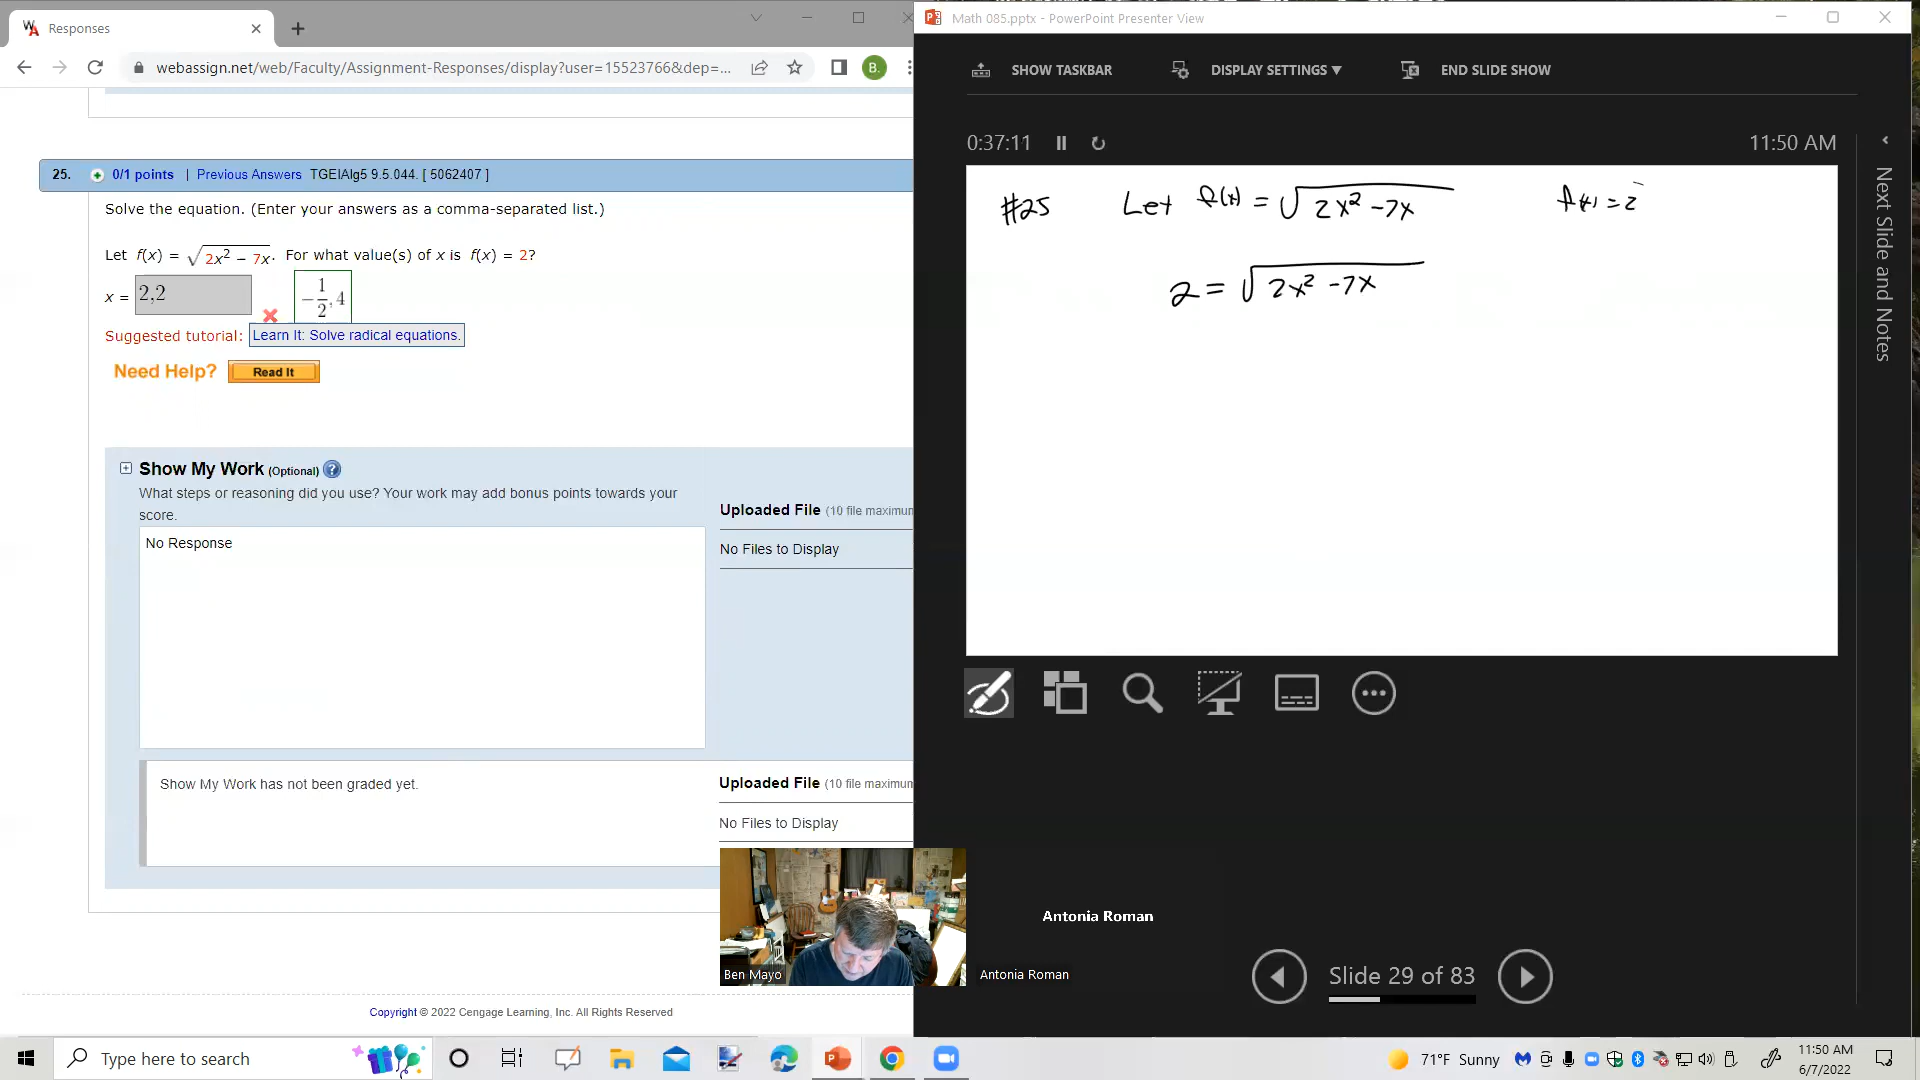 Responses
Math 085.pptx - PowerPoint Presenter View
webassign.net/web/Faculty/Assignment-Responses/display?user=15523766&dep=...
B.
SHOW TASKBAR
DISPLAY SETTINGS ▼
END SLIDE SHOW
0:37:11
11:50 AM
25. 0/1 points | Previous Answers TGEIAlg5 9.5.044. [ 5062407 ]
Solve the equation. (Enter your answers as a comma-separated list.)
Let f(x) = √(2x² − 7x). For what value(s) of x is f(x) = 2?
x = 2,2 ✗ −1/2, 4
Suggested tutorial: Learn It: Solve radical equations.
Need Help? Read It
#25 Let f(x) = √(2x² -7x) f(x) = 2
2 = √(2x² -7x)
Next Slide and Notes
Show My Work (Optional) ?
What steps or reasoning did you use? Your work may add bonus points towards your
score.
No Response
Uploaded File (10 file maximum
No Files to Display
Show My Work has not been graded yet.
Uploaded File (10 file maximum
No Files to Display
Ben Mayo
Antonia Roman
Antonia Roman
Slide 29 of 83
Copyright © 2022 Cengage Learning, Inc. All Rights Reserved
Type here to search
71°F Sunny
11:50 AM
6/7/2022